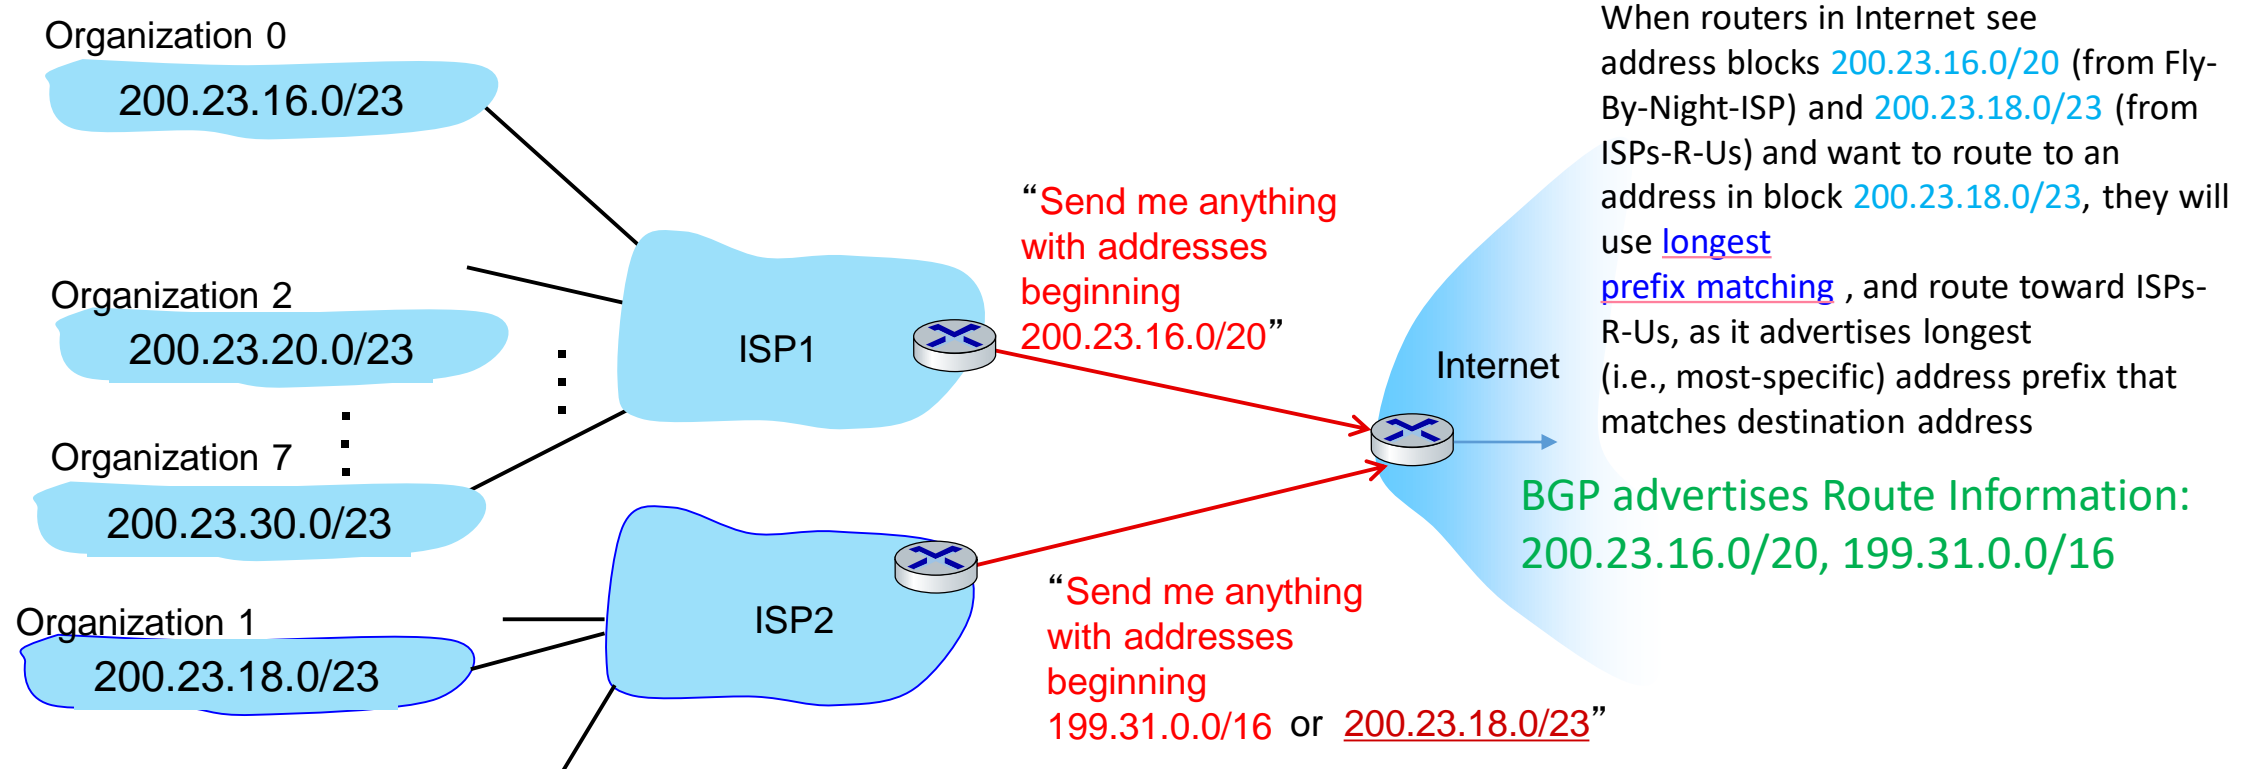 Organization 0
200.23.16.0/23
Organization 2
200.23.20.0/23
Organization 7
200.23.30.0/23
Organization 1
200.23.18.0/23
ISP1
ISP2
“Send me anything
with addresses
beginning
200.23.16.0/20”
“Send me anything
with addresses
beginning
199.31.0.0/16 or 200.23.18.0/23”
Internet
When routers in Internet see
address blocks 200.23.16.0/20 (from Fly-
By-Night-ISP) and 200.23.18.0/23 (from
ISPs-R-Us) and want to route to an
address in block 200.23.18.0/23, they will
use longest
prefix matching , and route toward ISPs-
R-Us, as it advertises longest
(i.e., most-specific) address prefix that
matches destination address
BGP advertises Route Information:
200.23.16.0/20, 199.31.0.0/16